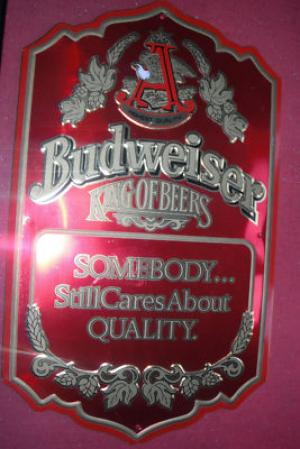 A
Budweiser
KING OF BEERS
SOMEBODY...
Still Cares About
QUALITY.